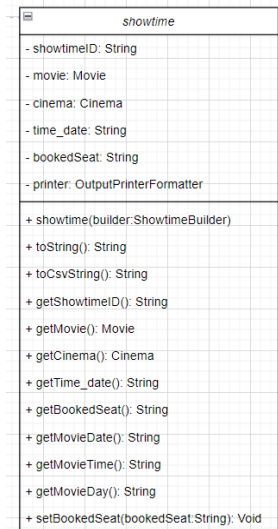 showtime
- showtimeID: String
- movie: Movie
- cinema: Cinema
- time_date: String
- bookedSeat: String
- printer: OutputPrinterFormatter
+ showtime(builder:ShowtimeBuilder)
+ toString(): String
+ toCsvString(): String
+ getShowtimeID(): String
+ getMovie(): Movie
+ getCinema(): Cinema
+ getTime_date(): String
+ getBookedSeat(): String
+ getMovieDate(): String
+ getMovieTime(): String
+ getMovieDay(): String
+ setBookedSeat(bookedSeat:String): Void